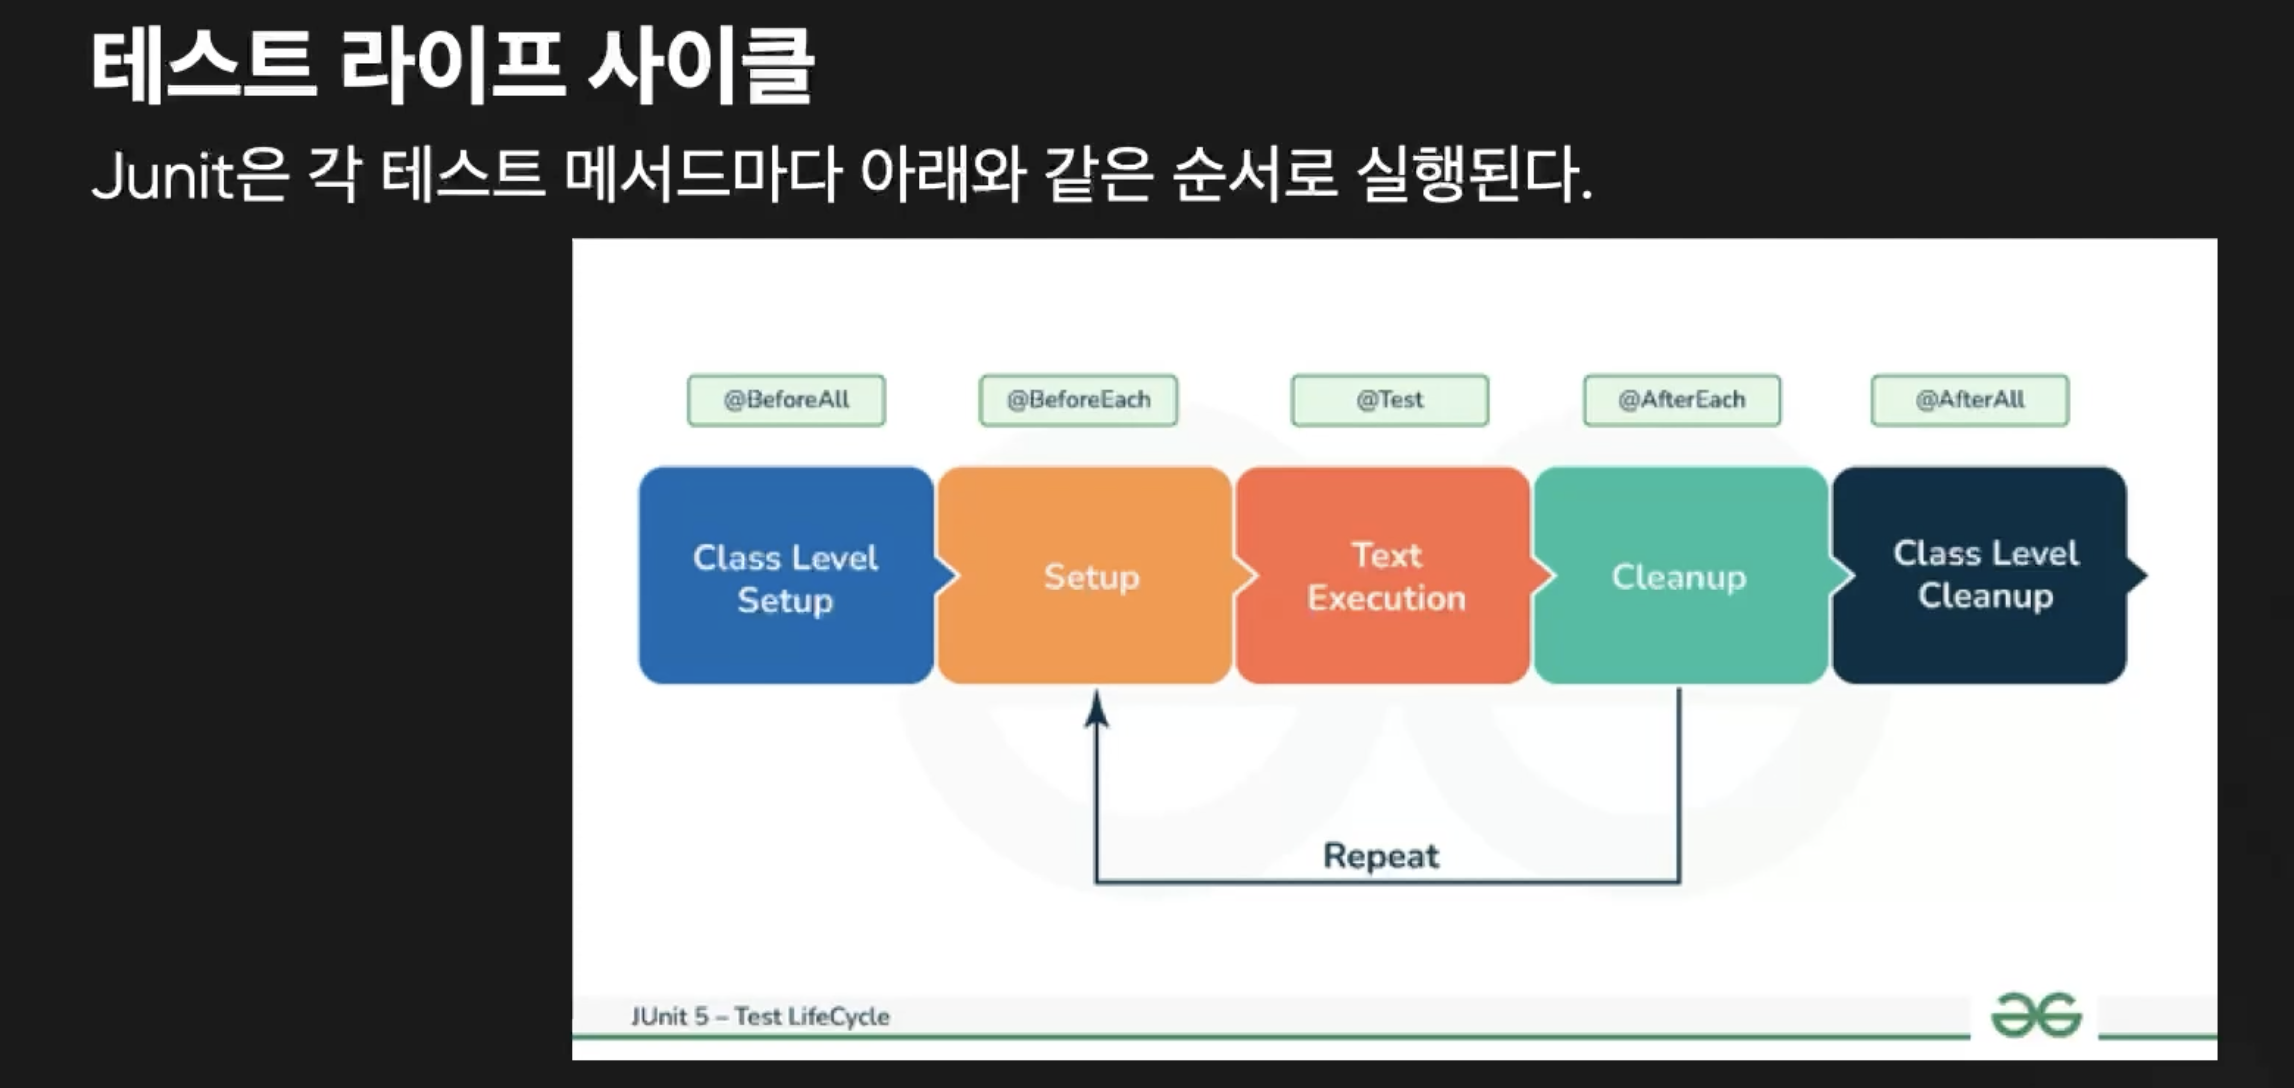 테스트 라이프 사이클
Junit은 각 테스트 메서드마다 아래와 같은 순서로 실행된다.
@BeforeAll
@BeforeEach
@Test
@AfterEach
@AfterAll
Class Level
Setup
Setup
Text
Execution
Cleanup
Class Level
Cleanup
Repeat
JUnit 5 – Test LifeCycle